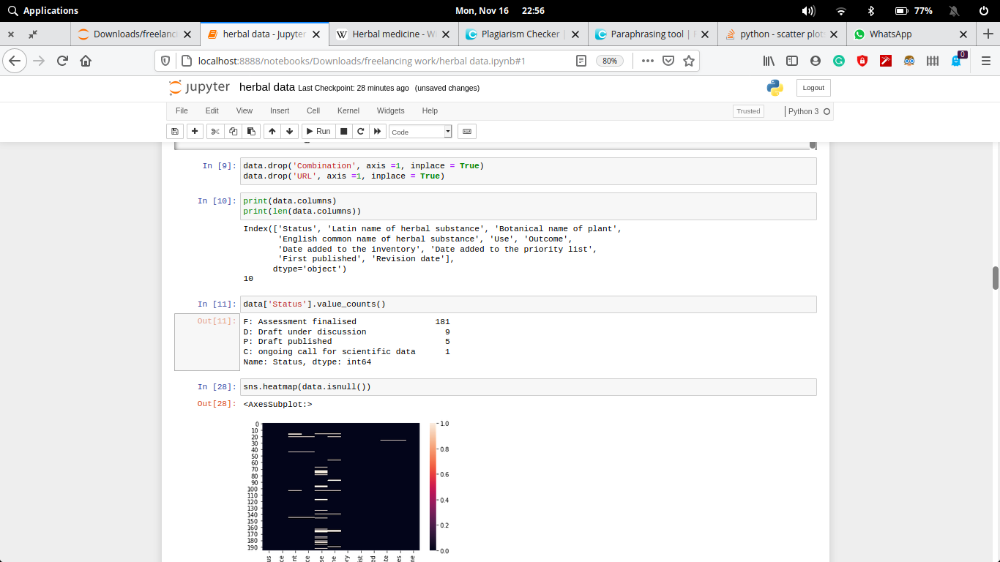 Applications
Mon, Nov 16 22:56
77%
Downloads/freelanc
herbal data - Jupyter
Herbal medicine - W
Plagiarism Checker |
Paraphrasing tool | F
python - scatter plot
WhatsApp
localhost:8888/notebooks/Downloads/freelancing work/herbal data.ipynb#1
80%
0
jupyter herbal data Last Checkpoint: 28 minutes ago (unsaved changes)
Logout
File Edit View Insert Cell Kernel Widgets Help
Trusted
Python 3
Run
Code
In [9]: data.drop('Combination', axis =1, inplace = True)
data.drop('URL', axis =1, inplace = True)
In [10]: print(data.columns)
print(len(data.columns))
Index(['Status', 'Latin name of herbal substance', 'Botanical name of plant',
'English common name of herbal substance', 'Use', 'Outcome',
'Date added to the inventory', 'Date added to the priority list',
'First published', 'Revision date'],
dtype='object')
10
In [11]: data['Status'].value_counts()
Out[11]: F: Assessment finalised 181
D: Draft under discussion 9
P: Draft published 5
C: ongoing call for scientific data 1
Name: Status, dtype: int64
In [28]: sns.heatmap(data.isnull())
Out[28]: <AxesSubplot:>
0
10
20
30
40
50
60
70
80
90
100
110
120
130
140
150
160
170
180
190
1.0
0.8
0.6
0.4
0.2
0.0
us
ce
nt
ce
se
ne
ry
ist
ed
te
es
me